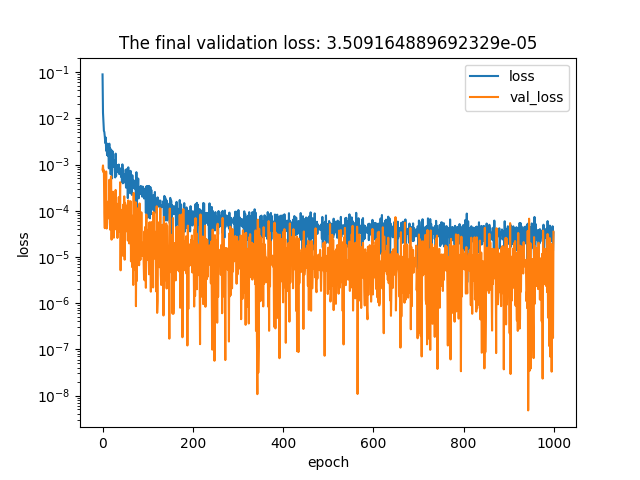 The final validation loss: 3.509164889692329e-05
10⁻¹
10⁻²
10⁻³
10⁻⁴
10⁻⁵
10⁻⁶
10⁻⁷
10⁻⁸
loss
loss
val_loss
0
200
400
600
800
1000
epoch